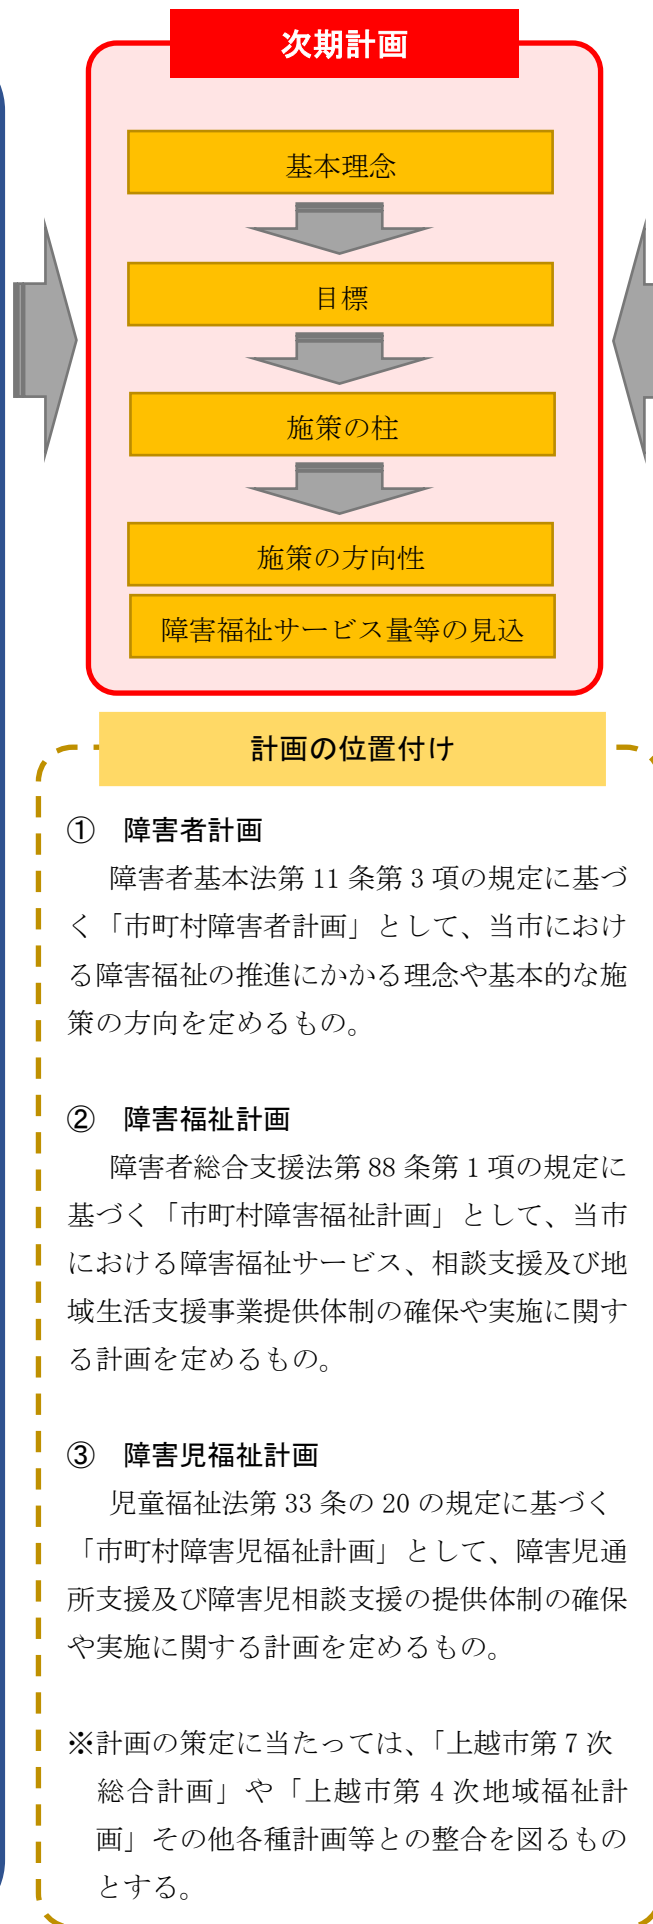 次期計画
基本理念
目標
施策の柱
施策の方向性
障害福祉サービス量等の見込
計画の位置付け
①　障害者計画
障害者基本法第 11 条第 3 項の規定に基づ
く「市町村障害者計画」として、当市におけ
る障害福祉の推進にかかる理念や基本的な施
策の方向を定めるもの。
②　障害福祉計画
障害者総合支援法第 88 条第 1 項の規定に
基づく「市町村障害福祉計画」として、当市
における障害福祉サービス、相談支援及び地
域生活支援事業提供体制の確保や実施に関す
る計画を定めるもの。
③　障害児福祉計画
児童福祉法第 33 条の 20 の規定に基づく
「市町村障害児福祉計画」として、障害児通
所支援及び障害児相談支援の提供体制の確保
や実施に関する計画を定めるもの。
※計画の策定に当たっては、「上越市第 7 次
総合計画」や「上越市第 4 次地域福祉計
画」その他各種計画等との整合を図るもの
とする。